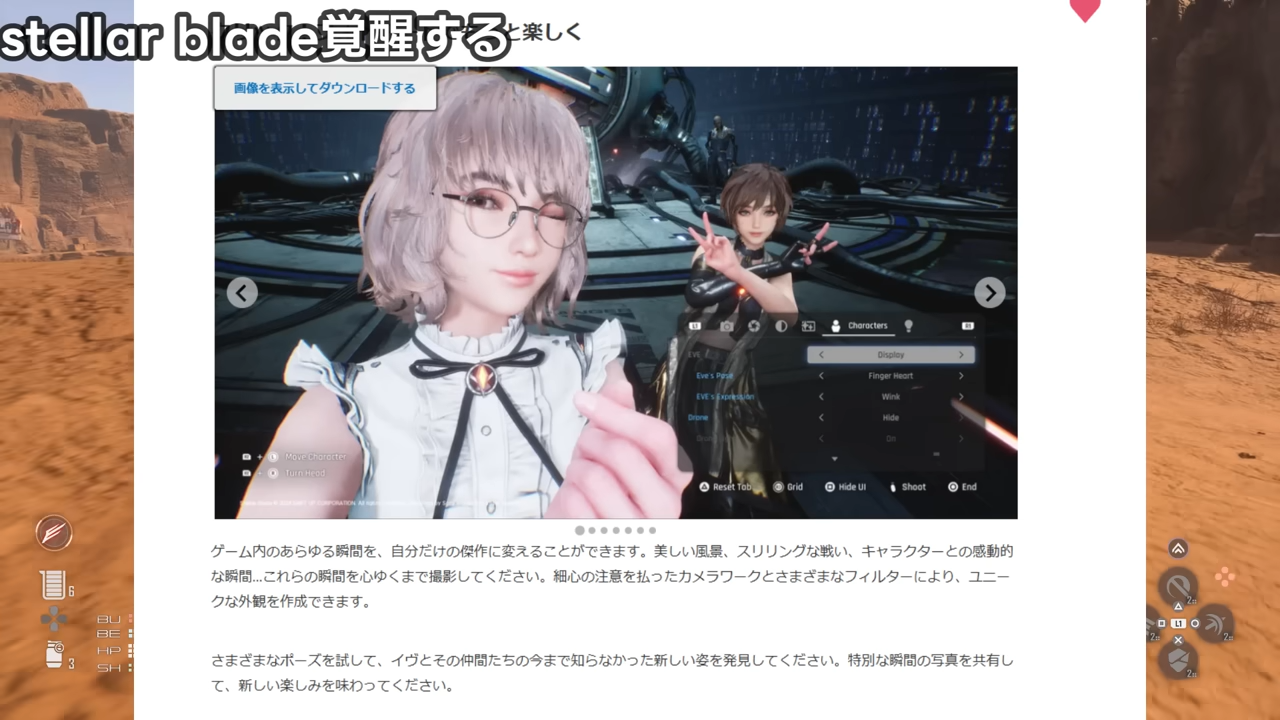 stellar blade覚醒する
と楽しく
画像を表示してダウンロードする
L1
Characters
R1
EVE
Display
Eve's Pose
Finger Heart
EVE's Expression
Wink
Drone
Hide
On
Move Character
Turn Head
Reset Tab
Grid
Hide UI
Shoot
End
ゲーム内のあらゆる瞬間を、自分だけの傑作に変えることができます。美しい風景、スリリングな戦い、キャラクターとの感動的
な瞬間...これらの瞬間を心ゆくまで撮影してください。細心の注意を払ったカメラワークとさまざまなフィルターにより、ユニー
クな外観を作成できます。
さまざまなポーズを試して、イヴとその仲間たちの今まで知らなかった新しい姿を発見してください。特別な瞬間の写真を共有し
て、新しい楽しみを味わってください。
6
3
BU
BE
HP
SH
2
L1
2
2
2